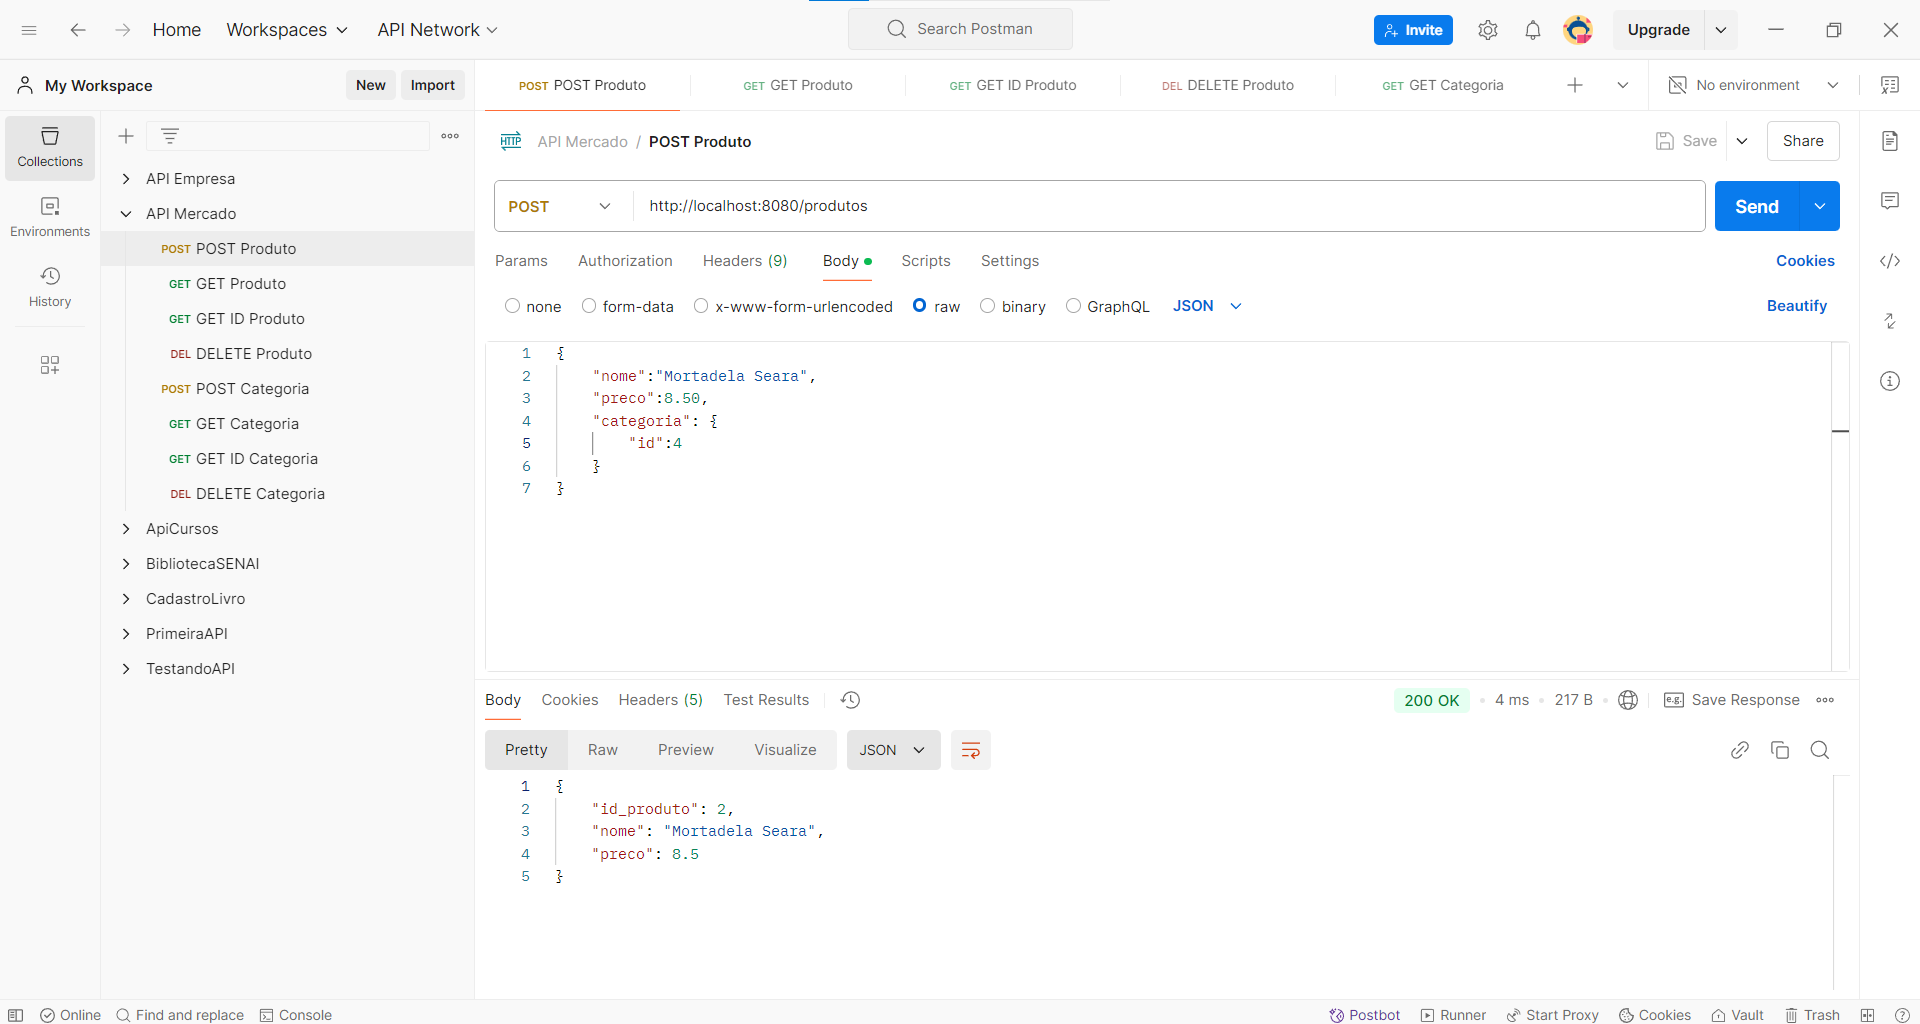 Home Workspaces API Network Search Postman Invite Upgrade
My Workspace New Import
POST POST Produto GET GET Produto GET GET ID Produto DEL DELETE Produto GET GET Categoria No environment
Collections
Environments
History
API Empresa
API Mercado
POST POST Produto
GET GET Produto
GET GET ID Produto
DEL DELETE Produto
POST POST Categoria
GET GET Categoria
GET GET ID Categoria
DEL DELETE Categoria
ApiCursos
BibliotecaSENAI
CadastroLivro
PrimeiraAPI
TestandoAPI
HTTP API Mercado / POST Produto Save Share
POST http://localhost:8080/produtos Send
Params Authorization Headers (9) Body Scripts Settings Cookies
none form-data x-www-form-urlencoded raw binary GraphQL JSON Beautify
1 {
2 "nome":"Mortadela Seara",
3 "preco":8.50,
4 "categoria": {
5 "id":4
6 }
7 }
Body Cookies Headers (5) Test Results 200 OK 4 ms 217 B e.g. Save Response
Pretty Raw Preview Visualize JSON
1 {
2 "id_produto": 2,
3 "nome": "Mortadela Seara",
4 "preco": 8.5
5 }
Online Find and replace Console Postbot Runner Start Proxy Cookies Vault Trash